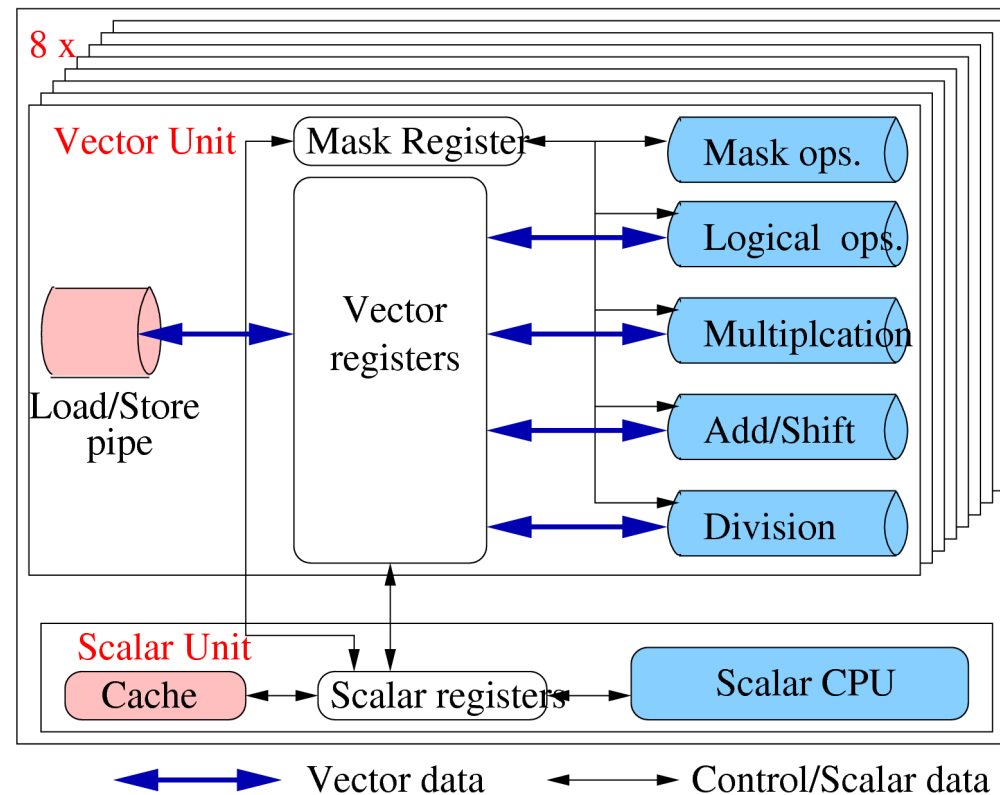 8 x
Vector Unit
Mask Register
Mask ops.
Logical ops.
Vector
registers
Multiplcation
Load/Store
pipe
Add/Shift
Division
Scalar Unit
Cache
Scalar registers
Scalar CPU
Vector data
Control/Scalar data